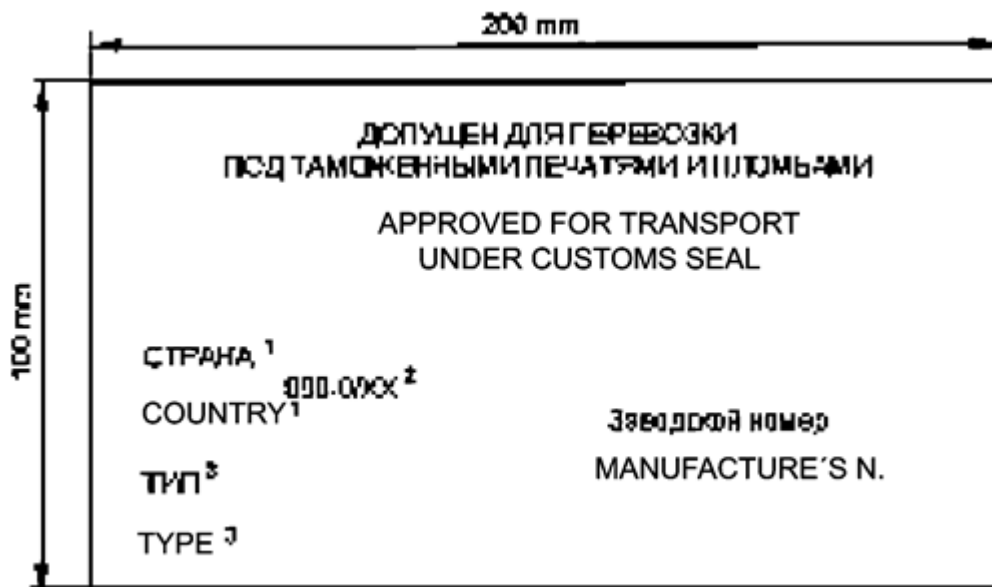 200 mm
100 mm
ДОПУЩЕН ДЛЯ ПЕРЕВОЗКИ
ПОД ТАМОЖЕННЫМИ ПЕЧАТЯМИ И ПЛОМБАМИ
APPROVED FOR TRANSPORT
UNDER CUSTOMS SEAL
СТРАНА 1
COUNTRY 1
Заводской номер
MANUFACTURE´S N.
ТИП 3
TYPE 3